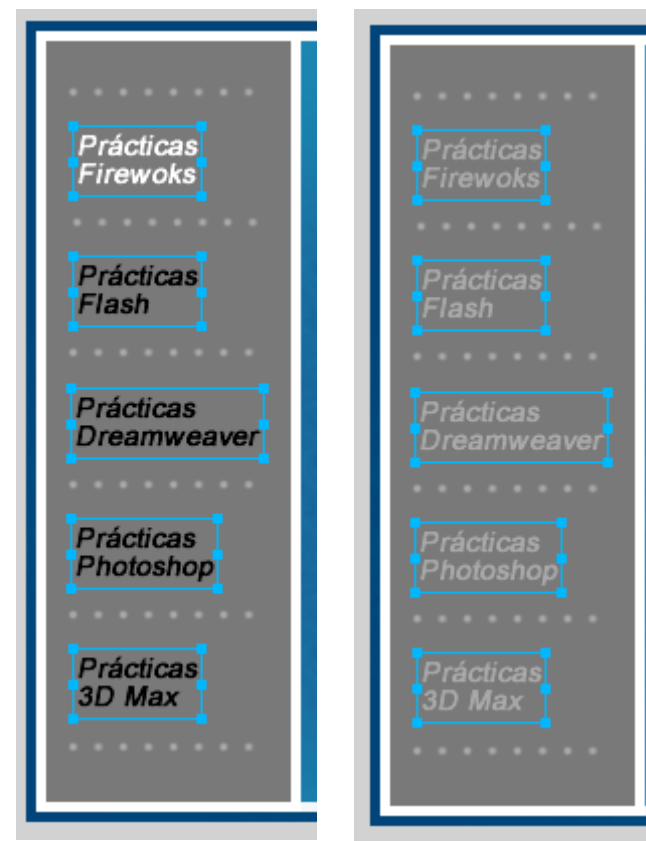 Prácticas
Firewoks
Prácticas
Flash
Prácticas
Dreamweaver
Prácticas
Photoshop
Prácticas
3D Max
Prácticas
Firewoks
Prácticas
Flash
Prácticas
Dreamweaver
Prácticas
Photoshop
Prácticas
3D Max